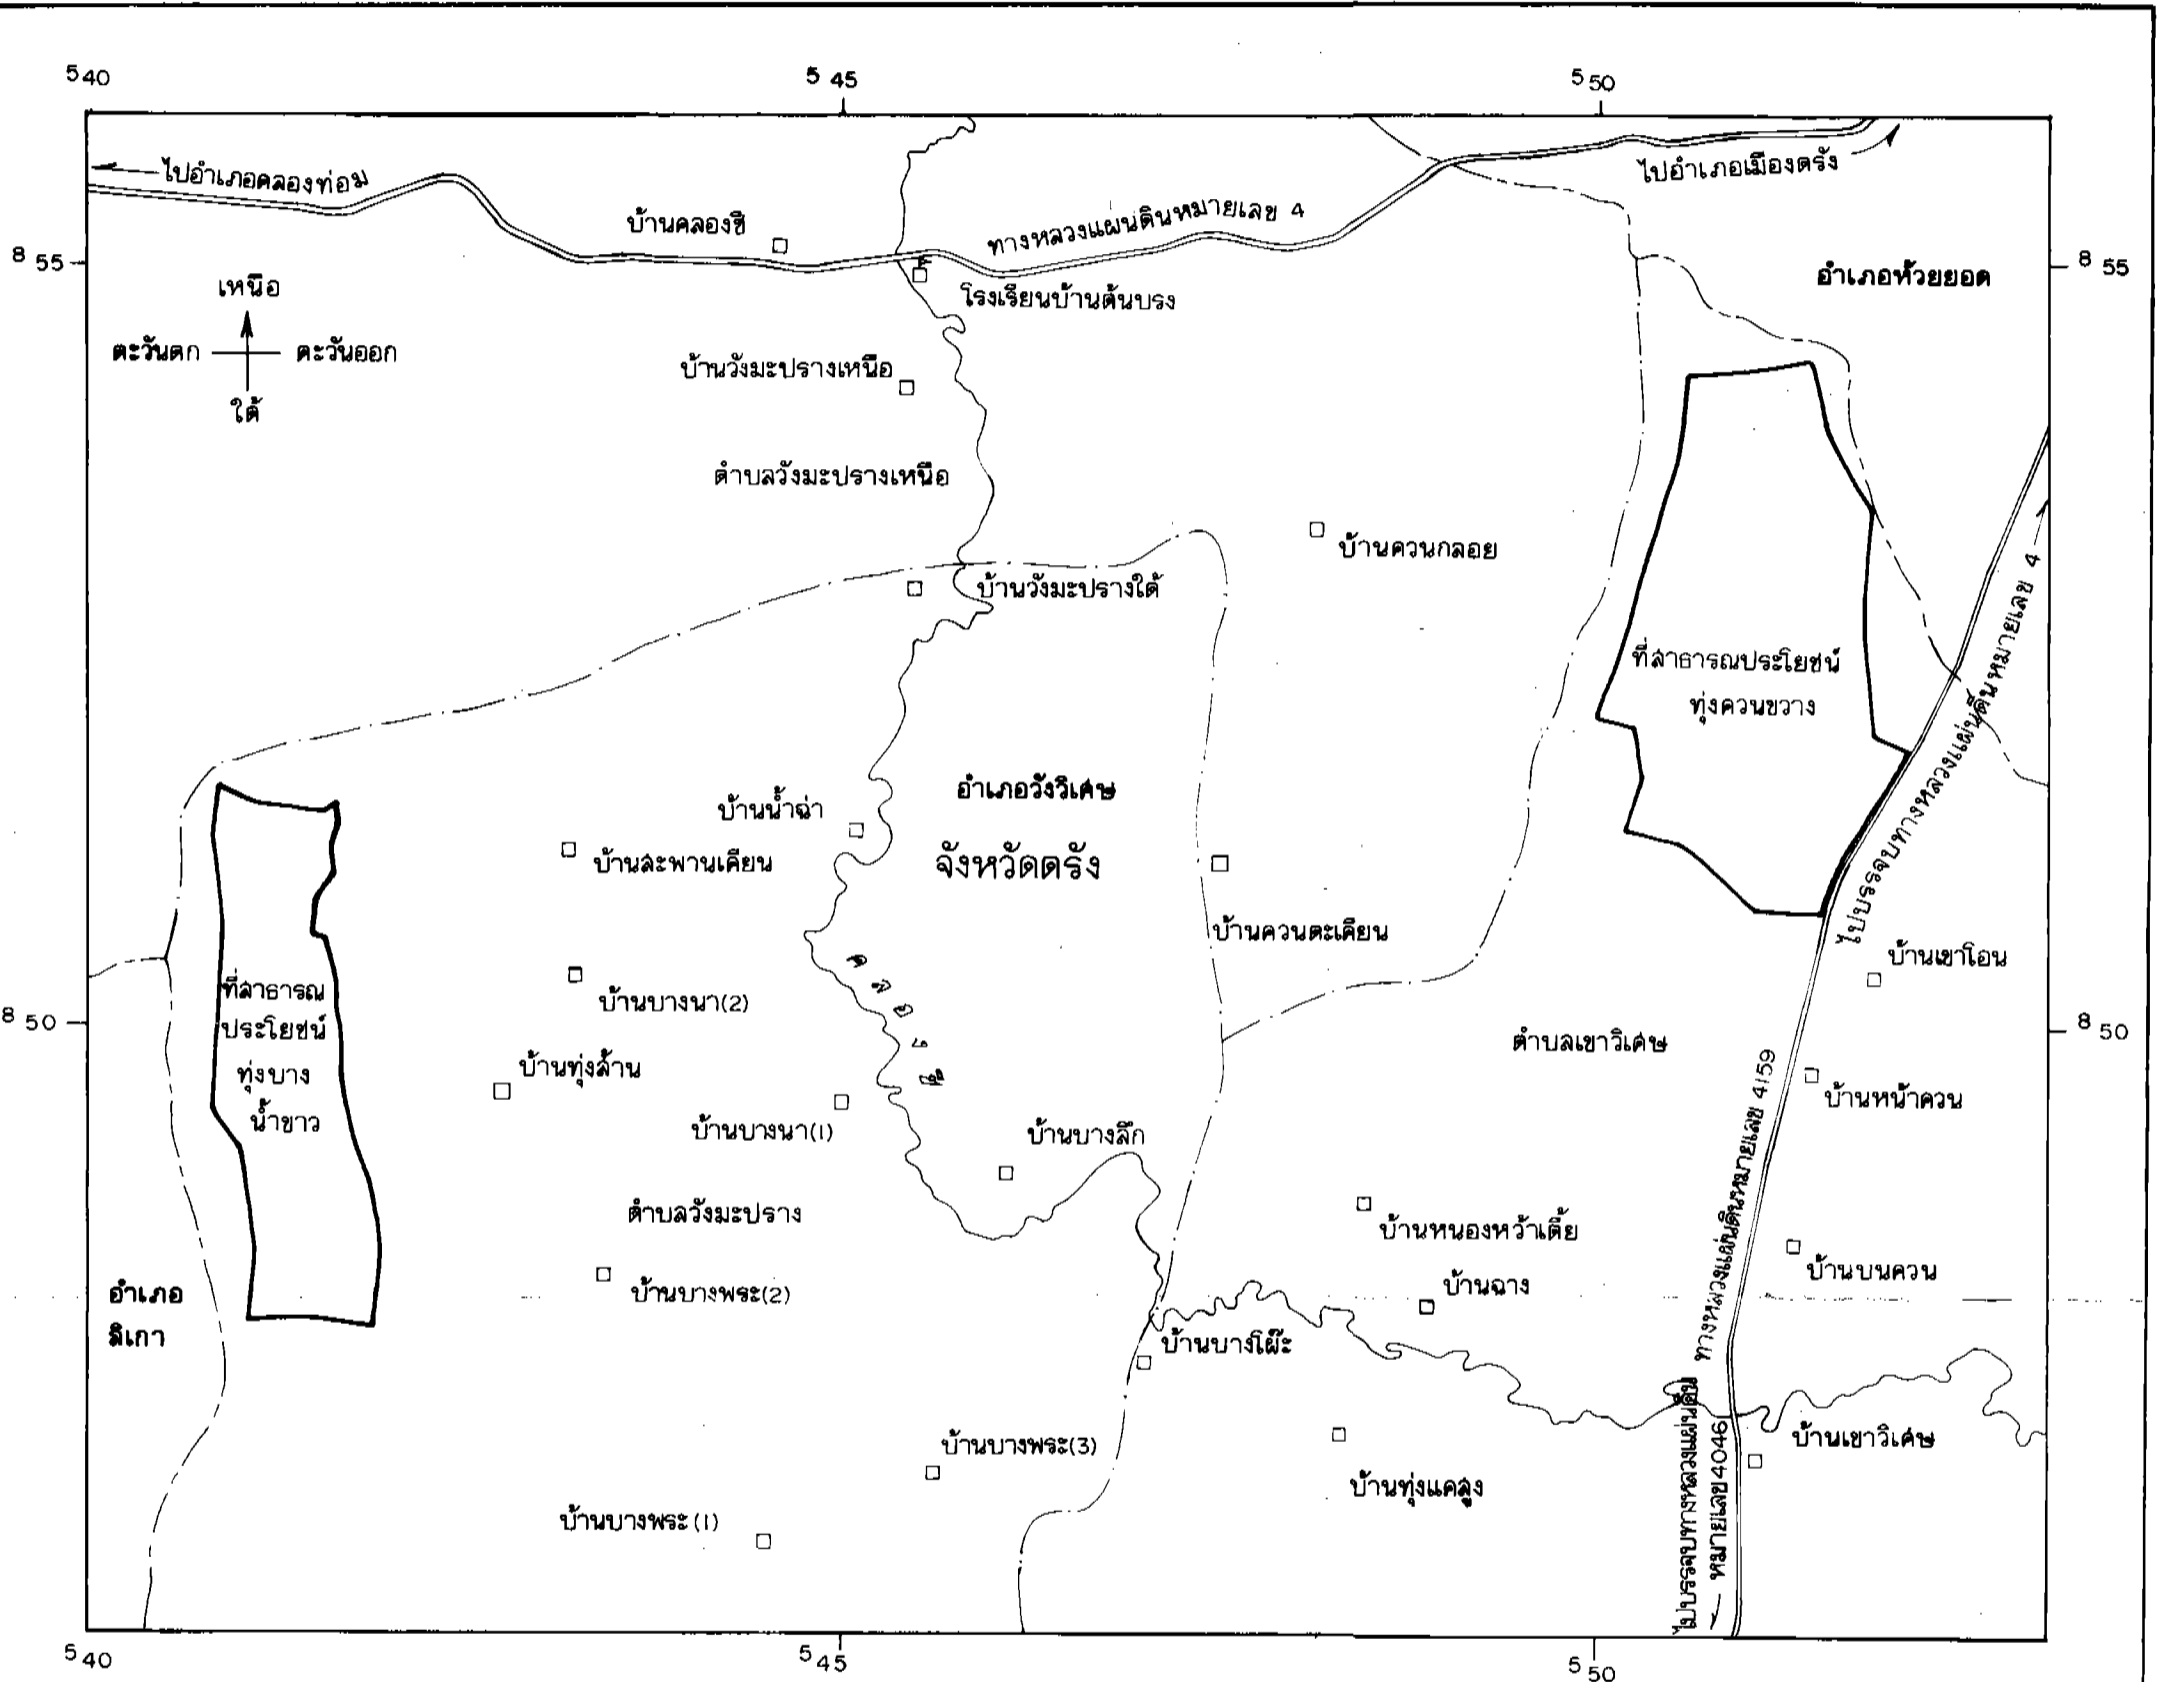 5 40
5 45
5 50
ไปอำเภอคลองท่อม
ไปอำเภอเมืองตรัง
บ้านคลองชี
ทางหลวงแผ่นดินหมายเลข 4
8 55
8 55
อำเภอห้วยยอด
เหนือ
โรงเรียนบ้านต้นบรง
ตะวันตก
ตะวันออก
ใต้
บ้านวังมะปรางเหนือ
ตำบลวังมะปรางเหนือ
บ้านควนกลอย
บ้านวังมะปรางใต้
ที่สาธารณประโยชน์
ทุ่งควนขวาง
ไปบรรจบทางหลวงแผ่นดินหมายเลข 4
อำเภอวังวิเศษ
บ้านน้ำฉ่า
บ้านสะพานเคียน
จังหวัดตรัง
บ้านควนตะเคียน
บ้านเขาโอน
ที่สาธารณ
ประโยชน์
ทุ่งบาง
น้ำขาว
บ้านบางนา(2)
8 50
8 50
ตำบลเขาวิเศษ
บ้านทุ่งล้าน
บ้านหน้าควน
บ้านบางนา(1)
บ้านบางลึก
ทางหลวงแผ่นดินหมายเลข 4159
ตำบลวังมะปราง
บ้านหนองหว้าเตี้ย
บ้านบนควน
อำเภอ
สิเกา
บ้านบางพระ(2)
บ้านฉาง
บ้านบางโผ๊ะ
บ้านบางพระ(3)
บ้านเขาวิเศษ
บ้านทุ่งแคลูง
ไปบรรจบทางหลวงแผ่นดิน
หมายเลข 4046
บ้านบางพระ(1)
5 40
5 45
5 50